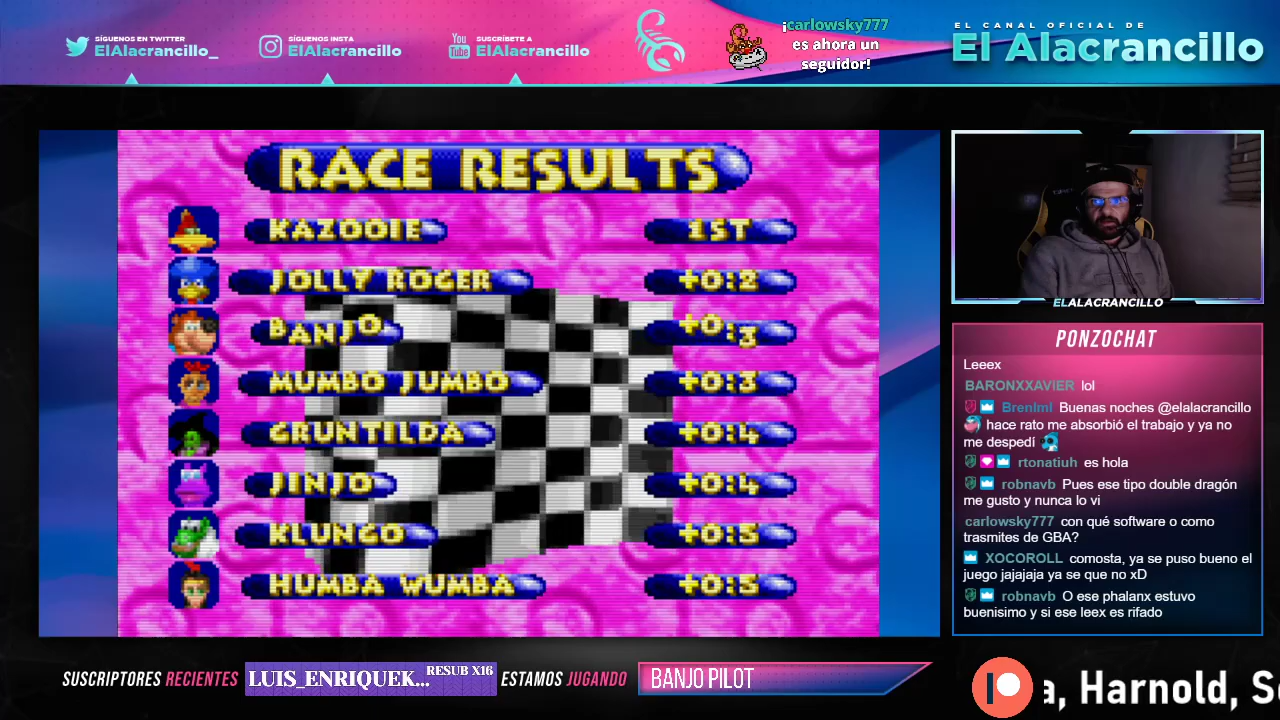 SÍGUENOS EN TWITTER
ElAlacrancillo_
SÍGUENOS INSTA
ElAlacrancillo
You
Tube
SUSCRÍBETE A
ElAlacrancillo
¡carlowsky777
es ahora un
seguidor!
EL CANAL OFICIAL DE
El Alacrancillo
RACE RESULTS
KAZOOIE 1ST
JOLLY ROGER +0:2
BANJO +0:3
MUMBO JUMBO +0:3
GRUNTILDA +0:4
JINJO +0:4
KLUNGO +0:5
HUMBA WUMBA +0:5
ELALACRANCILLO
PONZOCHAT
Leeex
BARONXXAVIER lol
Brenlmi Buenas noches @elalacrancillo
hace rato me absorbió el trabajo y ya no
me despedí
rtonatiuh es hola
robnavb Pues ese tipo double dragón
me gusto y nunca lo vi
carlowsky777 con qué software o como
trasmites de GBA?
XOCOROLL comosta, ya se puso bueno el
juego jajajaja ya se que no xD
robnavb O ese phalanx estuvo
buenisimo y si ese leex es rifado
SUSCRIPTORES RECIENTES
LUIS_ENRIQUEK... RESUB X16
ESTAMOS JUGANDO
BANJO PILOT
a, Harnold, S